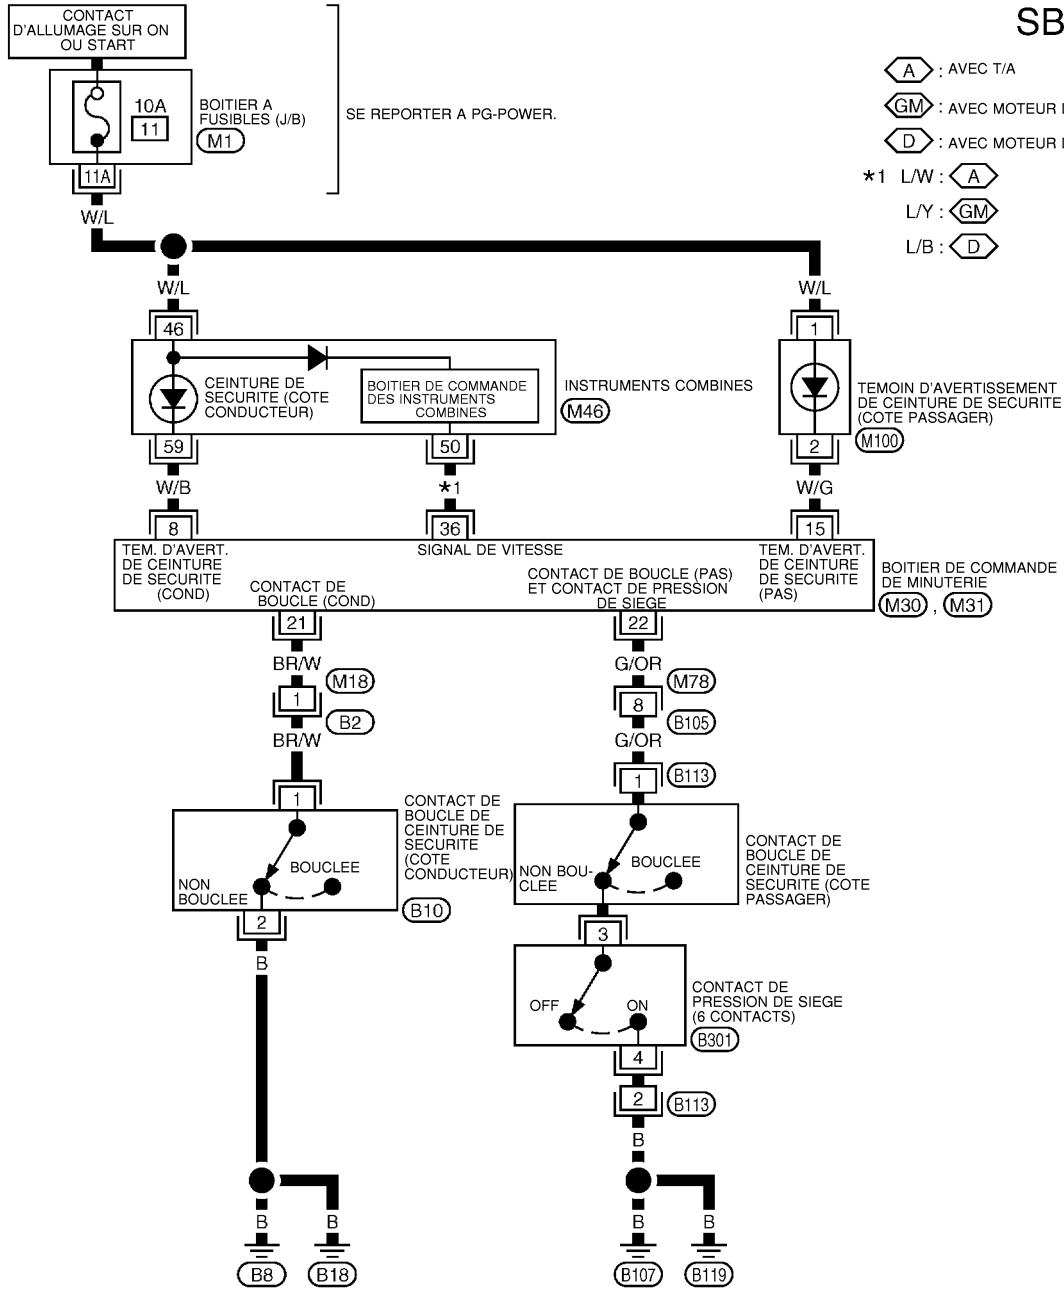 SB
CONTACT
D'ALLUMAGE SUR ON
OU START
10A
11
BOITIER A
FUSIBLES (J/B)
M1
SE REPORTER A PG-POWER.
11A
W/L
A : AVEC T/A
GM : AVEC MOTEUR
D : AVEC MOTEUR
*1 L/W : A
L/Y : GM
L/B : D
W/L
W/L
46
1
CEINTURE DE
SECURITE (COTE
CONDUCTEUR)
BOITIER DE COMMANDE
DES INSTRUMENTS
COMBINES
INSTRUMENTS COMBINES
M46
TEMOIN D'AVERTISSEMENT
DE CEINTURE DE SECURITE
(COTE PASSAGER)
M100
59
50
2
W/B
*1
W/G
8
36
15
TEM. D'AVERT.
DE CEINTURE
DE SECURITE
(COND)
SIGNAL DE VITESSE
TEM. D'AVERT.
DE CEINTURE
DE SECURITE
(PAS)
CONTACT DE
BOUCLE (COND)
CONTACT DE BOUCLE (PAS)
ET CONTACT DE PRESSION
DE SIEGE
BOITIER DE COMMANDE
DE MINUTERIE
M30 , M31
21
22
BR/W
G/OR
M18
M78
1
8
B2
B105
BR/W
G/OR
1
1
B113
CONTACT DE
BOUCLE DE
CEINTURE DE
SECURITE
(COTE
CONDUCTEUR)
NON
BOUCLEE
BOUCLEE
B10
NON BOU-
CLEE
BOUCLEE
CONTACT DE
BOUCLE DE
CEINTURE DE
SECURITE (COTE
PASSAGER)
2
3
B
OFF
ON
CONTACT DE
PRESSION DE SIEGE
(6 CONTACTS)
B301
4
2
B113
B
B
B
B
B
B8
B18
B107
B119